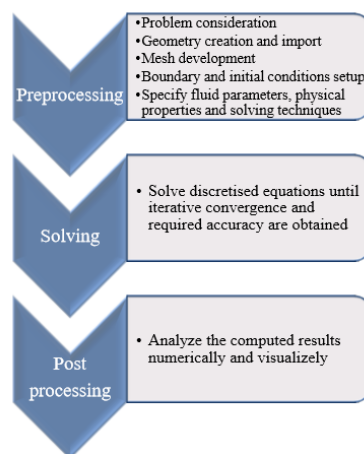 Preprocessing
•Problem consideration
•Geometry creation and import
•Mesh development
•Boundary and initial conditions setup
•Specify fluid parameters, physical
properties and solving techniques
Solving
• Solve discretised equations until
iterative convergence and
required accuracy are obtained
Post
processing
• Analyze the computed results
numerically and visualizely